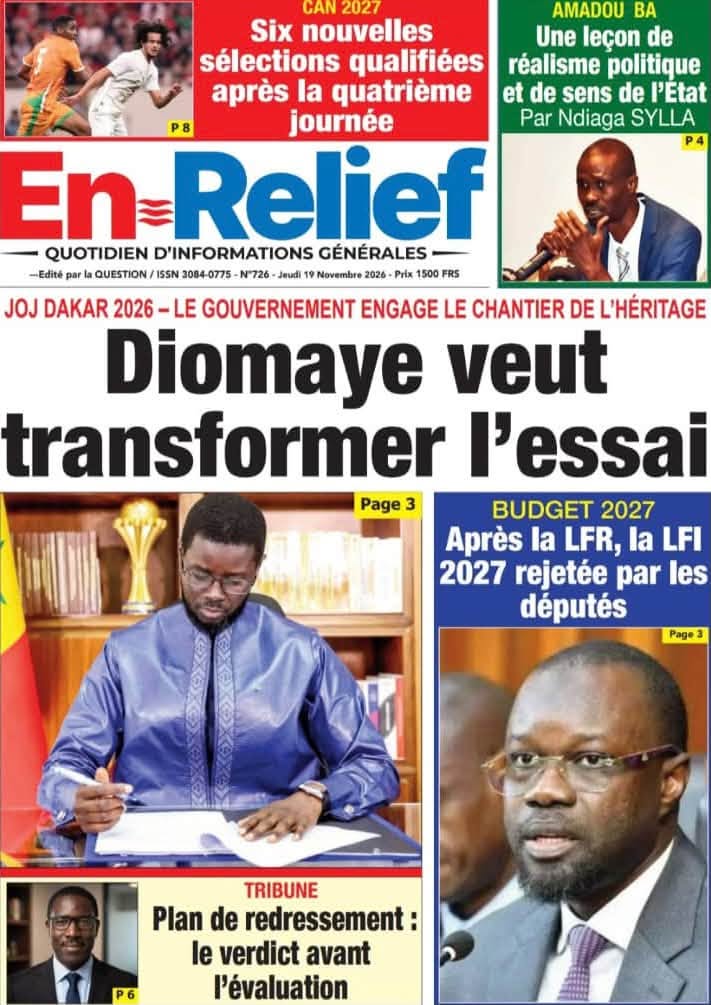 CAN 2027
Six nouvelles
sélections qualifiées
après la quatrième
journée
P 8
AMADOU BA
Une leçon de
réalisme politique
et de sens de l'Etat
Par Ndiaga SYLLA
P 4
En Relief
QUOTIDIEN D'INFORMATIONS GÉNÉRALES
---Edité par la QUESTION / ISSN 3084-0775 - N°726 - Jeudi 19 Novembre 2026 - Prix 1500 FRS
JOJ DAKAR 2026 – LE GOUVERNEMENT ENGAGE LE CHANTIER DE L'HÉRITAGE
Diomaye veut
transformer l'essai
Page 3
BUDGET 2027
Après la LFR, la LFI
2027 rejetée par les
députés
Page 3
TRIBUNE
Plan de redressement :
le verdict avant
l'évaluation
P 6